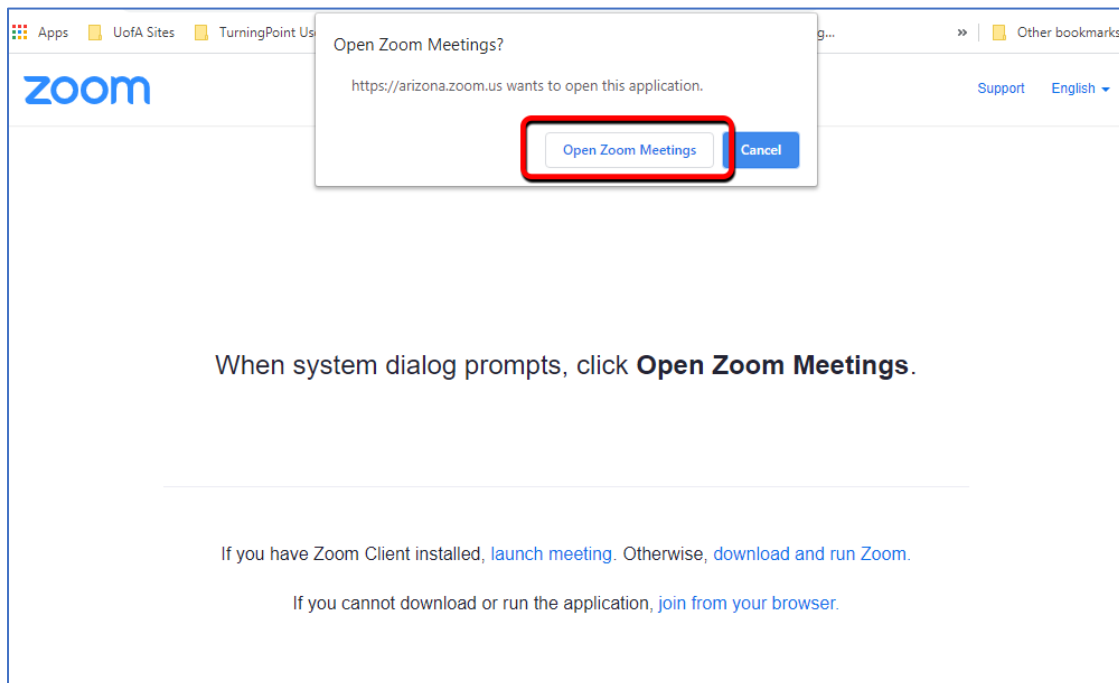 Apps UofA Sites TurningPoint Us g... » Other bookmarks
Open Zoom Meetings?
https://arizona.zoom.us wants to open this application.
Open Zoom Meetings Cancel
zoom Support English
When system dialog prompts, click Open Zoom Meetings.
If you have Zoom Client installed, launch meeting. Otherwise, download and run Zoom.
If you cannot download or run the application, join from your browser.